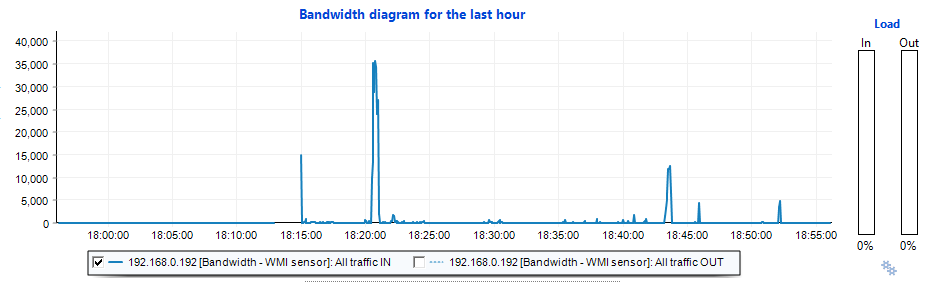 Bandwidth diagram for the last hour
Load
In Out
40,000
35,000
30,000
25,000
20,000
15,000
10,000
5,000
0
18:00:00 18:05:00 18:10:00 18:15:00 18:20:00 18:25:00 18:30:00 18:35:00 18:40:00 18:45:00 18:50:00 18:55:00
0% 0%
192.168.0.192 [Bandwidth - WMI sensor]: All traffic IN 192.168.0.192 [Bandwidth - WMI sensor]: All traffic OUT